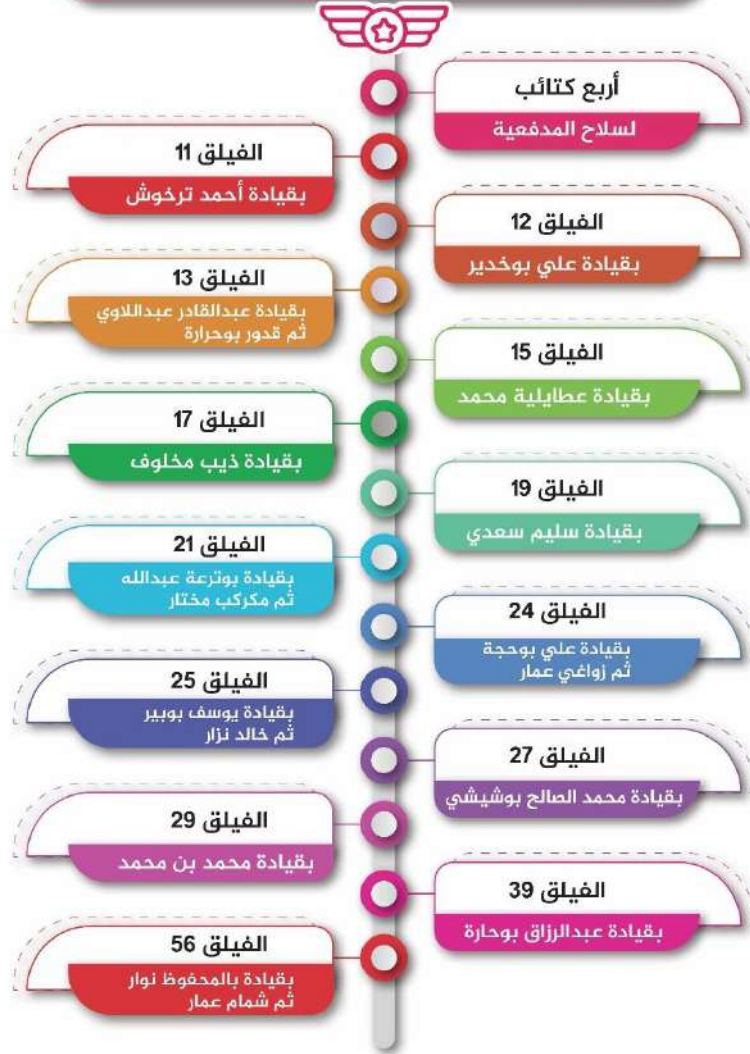 أربع كتائب
لسلاح المدفعية
الفيلق 11
بقيادة أحمد ترخوش
الفيلق 12
بقيادة علي بوخدير
الفيلق 13
بقيادة عبدالقادر عبداللاوي
ثم قدور بوحرارة
الفيلق 15
بقيادة عطايلية محمد
الفيلق 17
بقيادة ذيب مخلوف
الفيلق 19
بقيادة سليم سعدي
الفيلق 21
بقيادة بوترعة عبدالله
ثم مكركب مختار
الفيلق 24
بقيادة علي بوحجة
ثم زواغي عمار
الفيلق 25
بقيادة يوسف بوبير
ثم خالد نزار
الفيلق 27
بقيادة محمد الصالح بوشيشي
الفيلق 29
بقيادة محمد بن محمد
الفيلق 39
بقيادة عبدالرزاق بوحارة
الفيلق 56
بقيادة بالمحفوظ نوار
ثم شمام عمار